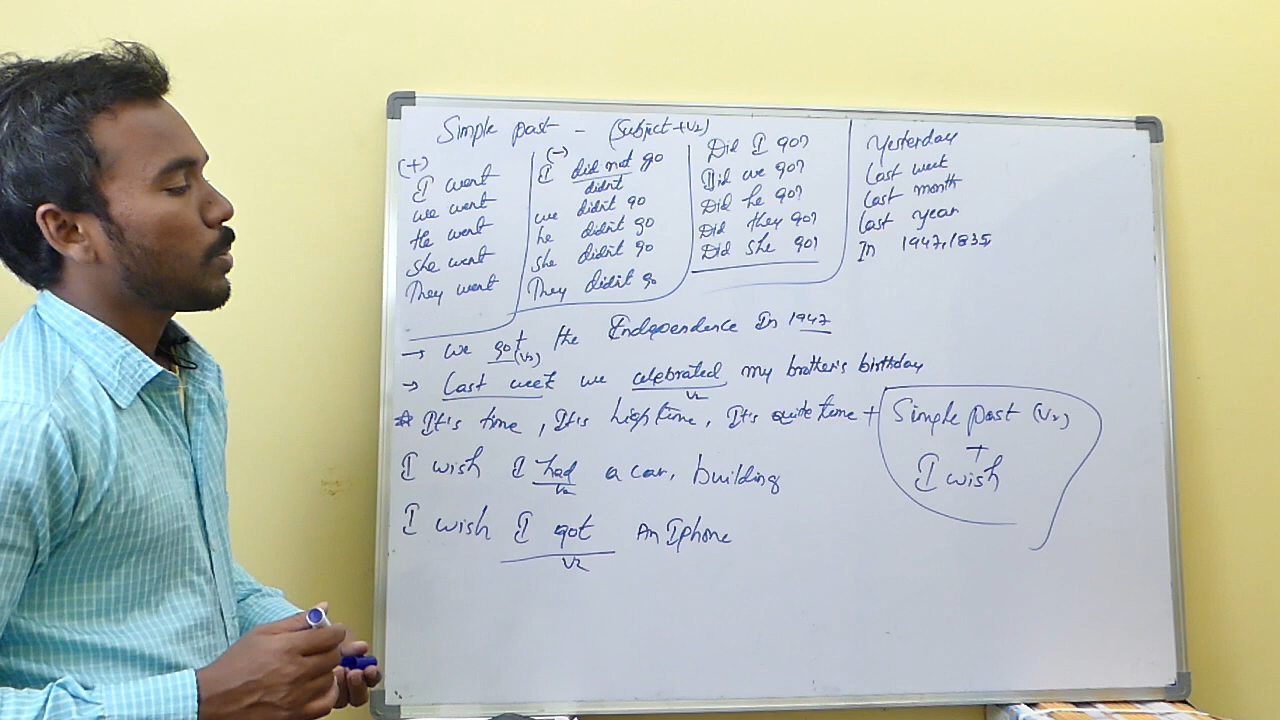 Simple past - (Subject + V2)
(+)
I went
we went
He went
She went
They went
(-)
I did not go
didn't
we didn't go
he didn't go
She didn't go
They didn't go
Did I go?
Did we go?
Did he go?
Did they go?
Did she go?
Yesterday
Last week
Last month
Last year
In 1947, 1835,
→ we got the Independence In 1947
(V2)
→ Last week we celebrated my brother's birthday
V2
* It's time, It's high time, It's quite time + Simple past (V2)
+
I wish
I wish I had a car, building
V2
I wish I got An Iphone
V2